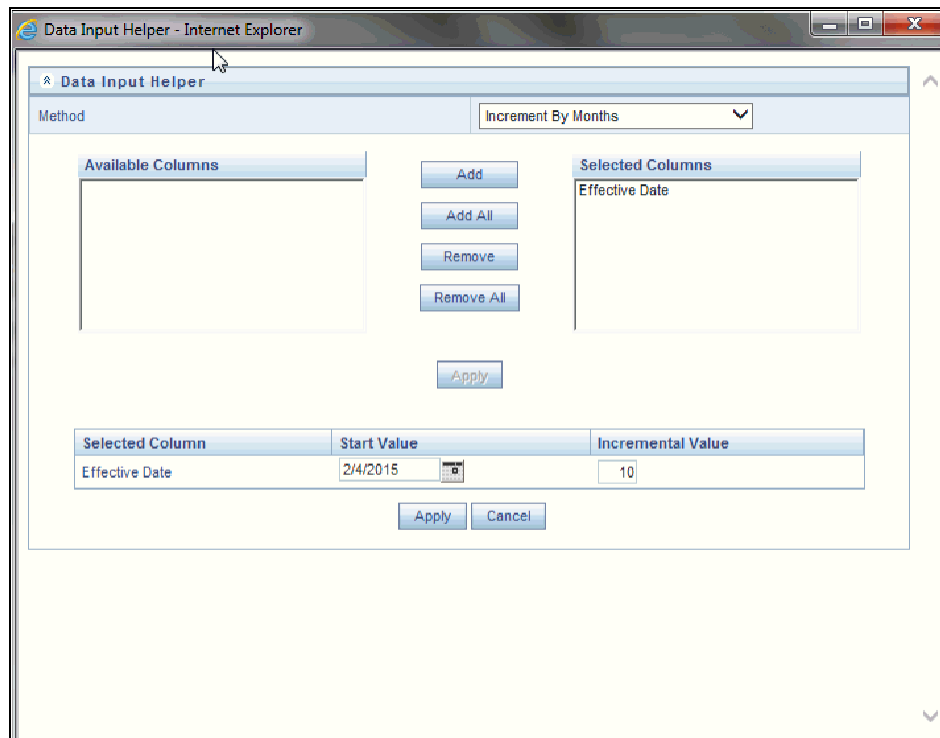 Data Input Helper - Internet Explorer
Data Input Helper
Method Increment By Months
Available Columns Add Selected Columns
Effective Date
Add All
Remove
Remove All
Apply
Selected Column Start Value Incremental Value
Effective Date 2/4/2015 10
Apply Cancel